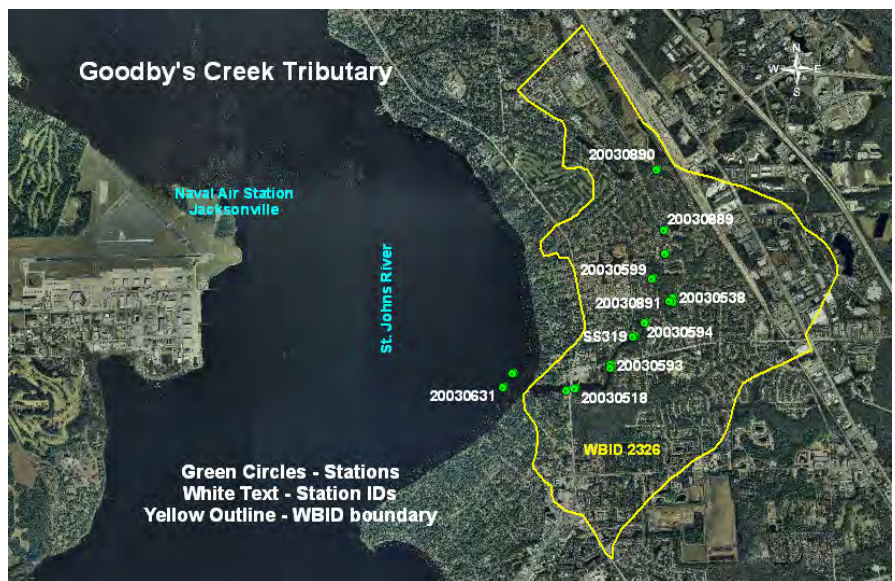 Goodby's Creek Tributary
N
W E
S
20030890
Naval Air Station
Jacksonville
20030889
St. Johns River
20030599
20030891
20030538
20030594
SS319
20030593
20030631
20030518
WBID 2326
Green Circles - Stations
White Text - Station IDs
Yellow Outline - WBID boundary